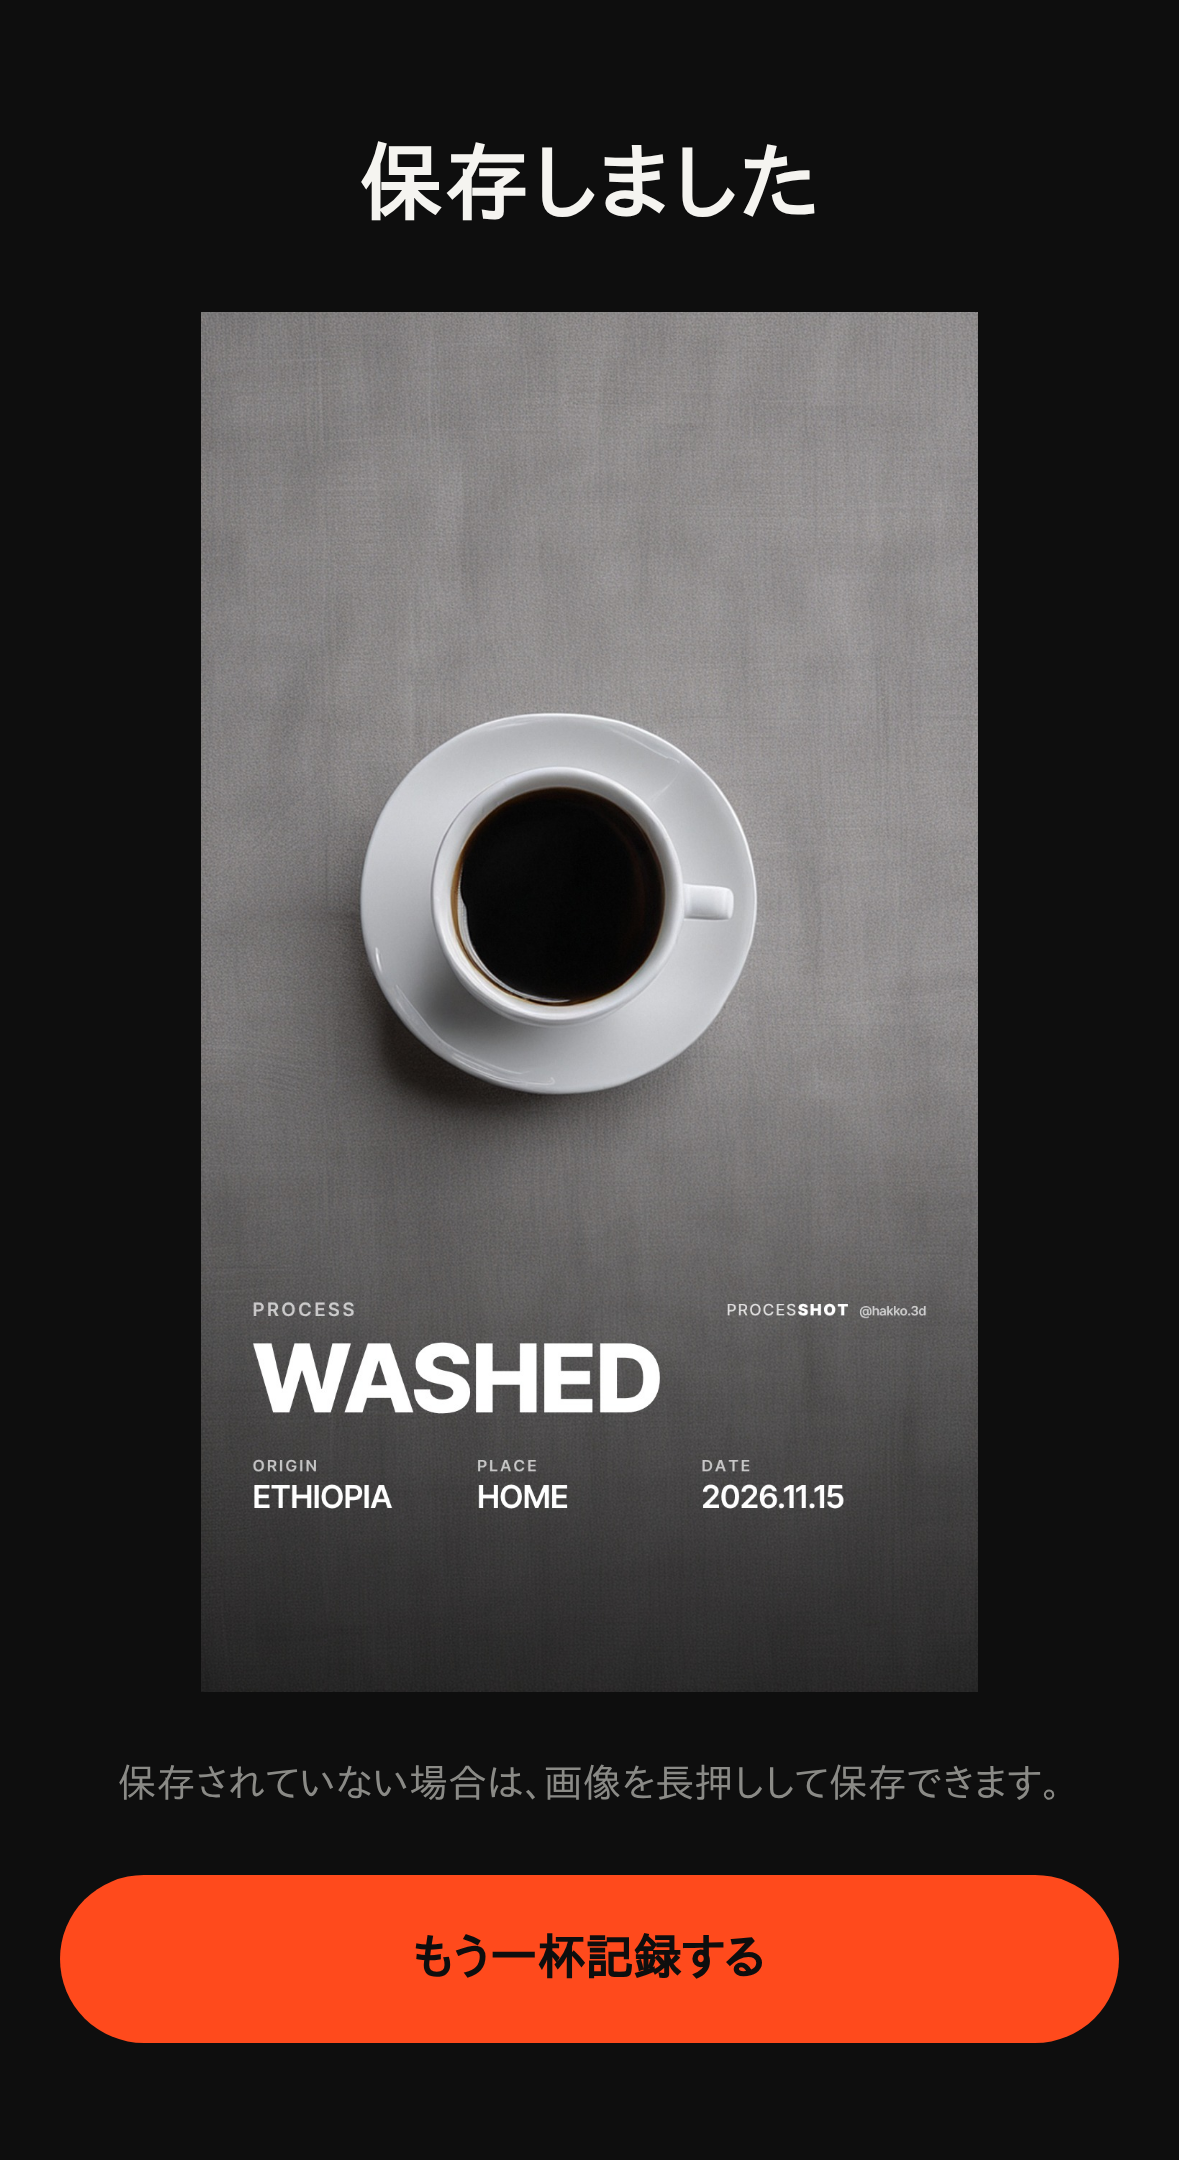 保存しました
PROCESS
PROCESSHOT @hakko.3d
WASHED
ORIGIN PLACE DATE
ETHIOPIA HOME 2026.11.15
保存されていない場合は、画像を長押しして保存できます。
もう一杯記録する